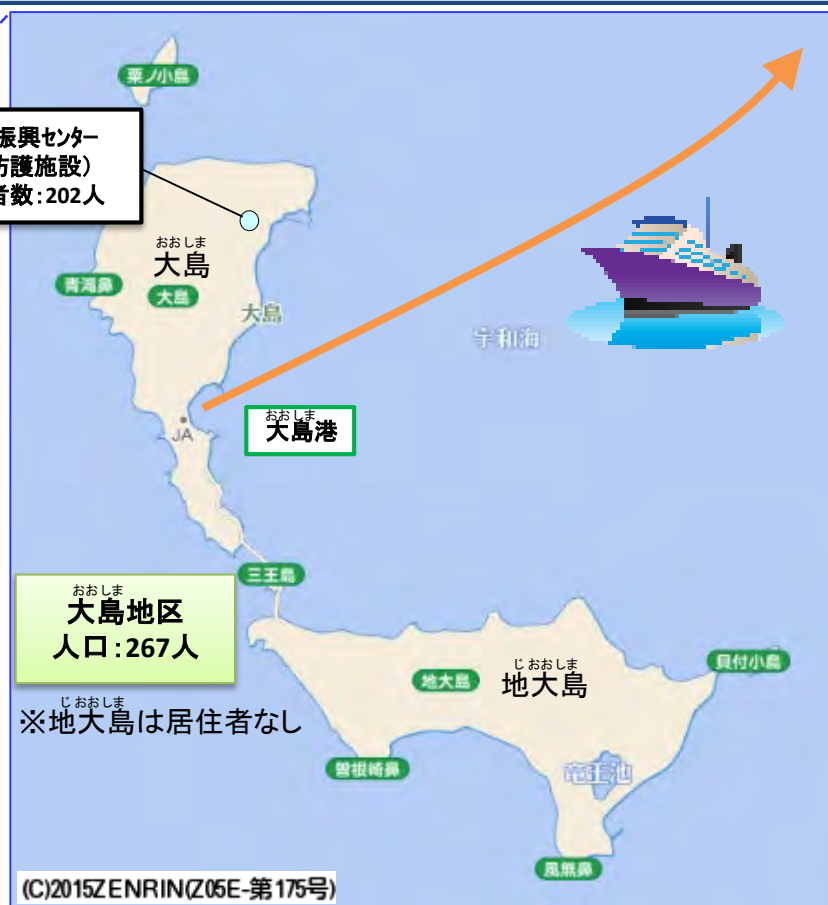 粟ノ小島
振興センター
防護施設）
者数：202人
おおしま
大島
青滝鼻
大島
大島
宇和海
JA
おおしま
大島港
三王島
おおしま
大島地区
人口：267人
じおおしま
地大島
地大島
貝付小島
じおおしま
※地大島は居住者なし
曽根崎鼻
竜王池
風無鼻
(C)2015ZENRIN(Z05E-第175号)